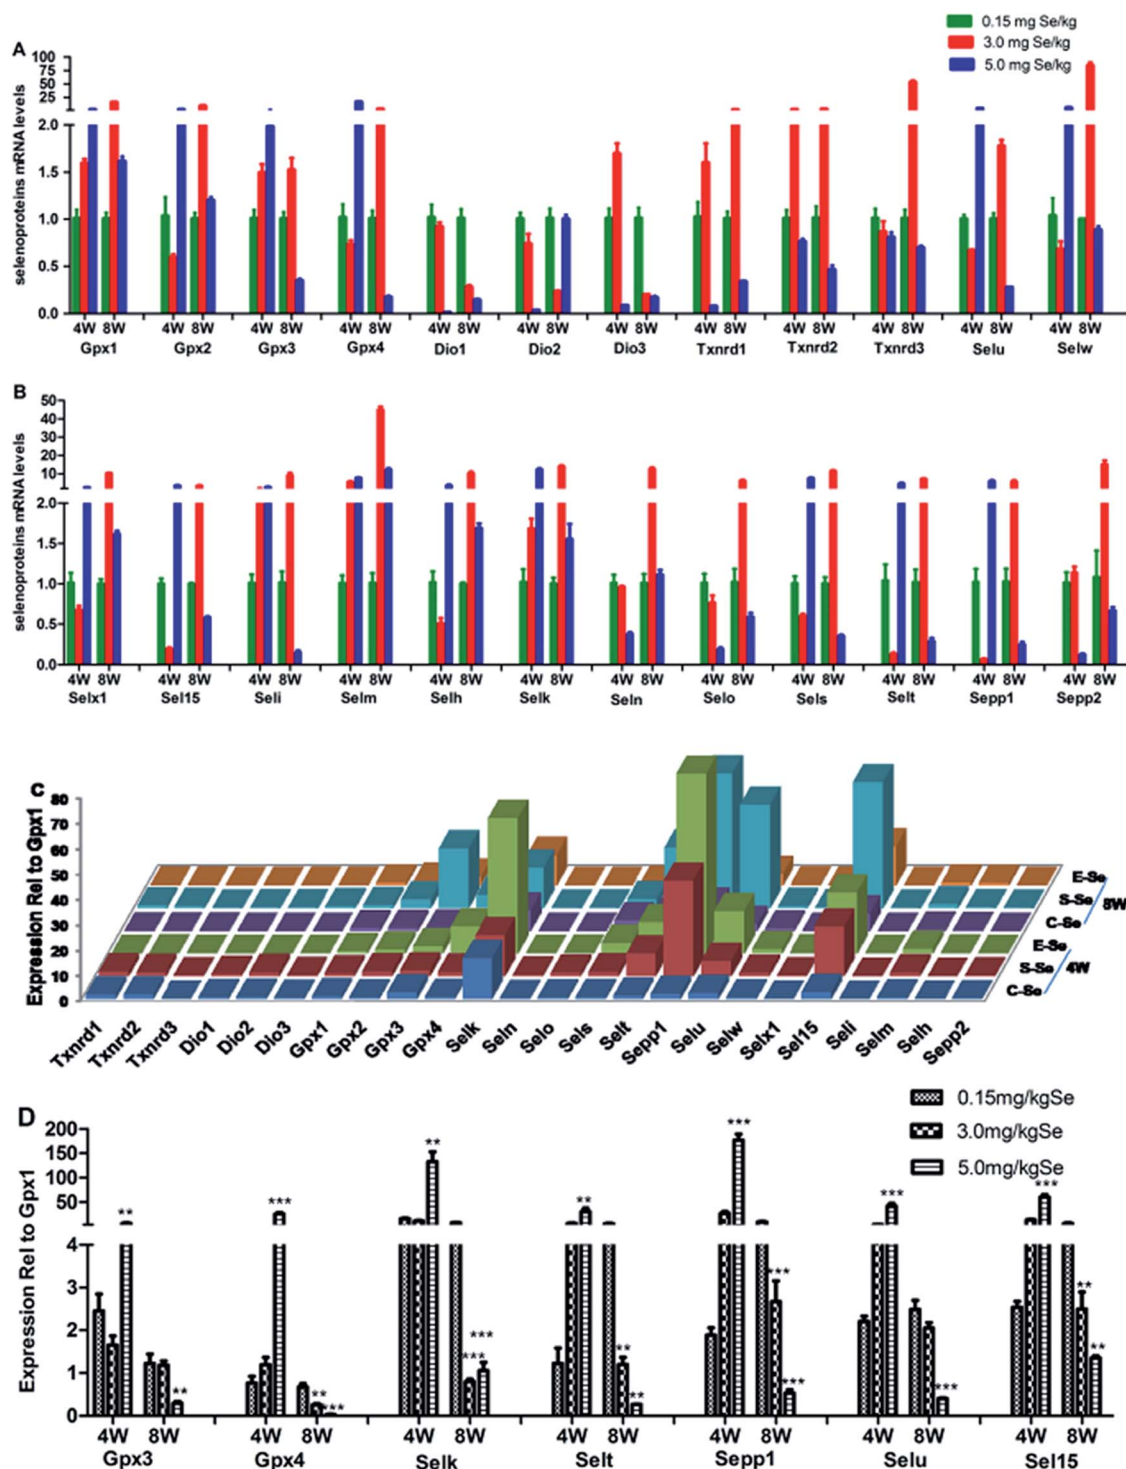 0.15 mg Se/kg
3.0 mg Se/kg
5.0 mg Se/kg
A
selenoproteins mRNA levels
100
75
50
25
2.0
1.5
1.0
0.5
0.0
4W 8W 4W 8W 4W 8W 4W 8W 4W 8W 4W 8W 4W 8W 4W 8W 4W 8W 4W 8W 4W 8W 4W 8W
Gpx1 Gpx2 Gpx3 Gpx4 Dio1 Dio2 Dio3 Txnrd1 Txnrd2 Txnrd3 Selu Selw
B
selenoproteins mRNA levels
50
40
30
20
10
2.0
1.5
1.0
0.5
0.0
4W 8W 4W 8W 4W 8W 4W 8W 4W 8W 4W 8W 4W 8W 4W 8W 4W 8W 4W 8W 4W 8W 4W 8W
Selx1 Sel15 Seli Selm Selh Selk Seln Selo Sels Selt Sepp1 Sepp2
C
Expression Rel to Gpx1
80
70
60
50
40
30
20
10
0
E-Se
S-Se
8W
C-Se
E-Se
S-Se
4W
C-Se
Txnrd1 Txnrd2 Txnrd3 Dio1 Dio2 Dio3 Gpx1 Gpx2 Gpx3 Gpx4 Selk Seln Selo Sels Selt Sepp1 Selu Selw Selx1 Sel15 Seli Selm Selh Sepp2
D
0.15mg/kgSe
3.0mg/kgSe
5.0mg/kgSe
Expression Rel to Gpx1
200
150
100
50
4
3
2
1
0
** *** ** ** *** *** ***
** ** *** *** *** ** ** *** *** *** ** **
4W 8W 4W 8W 4W 8W 4W 8W 4W 8W 4W 8W 4W 8W
Gpx3 Gpx4 Selk Selt Sepp1 Selu Sel15